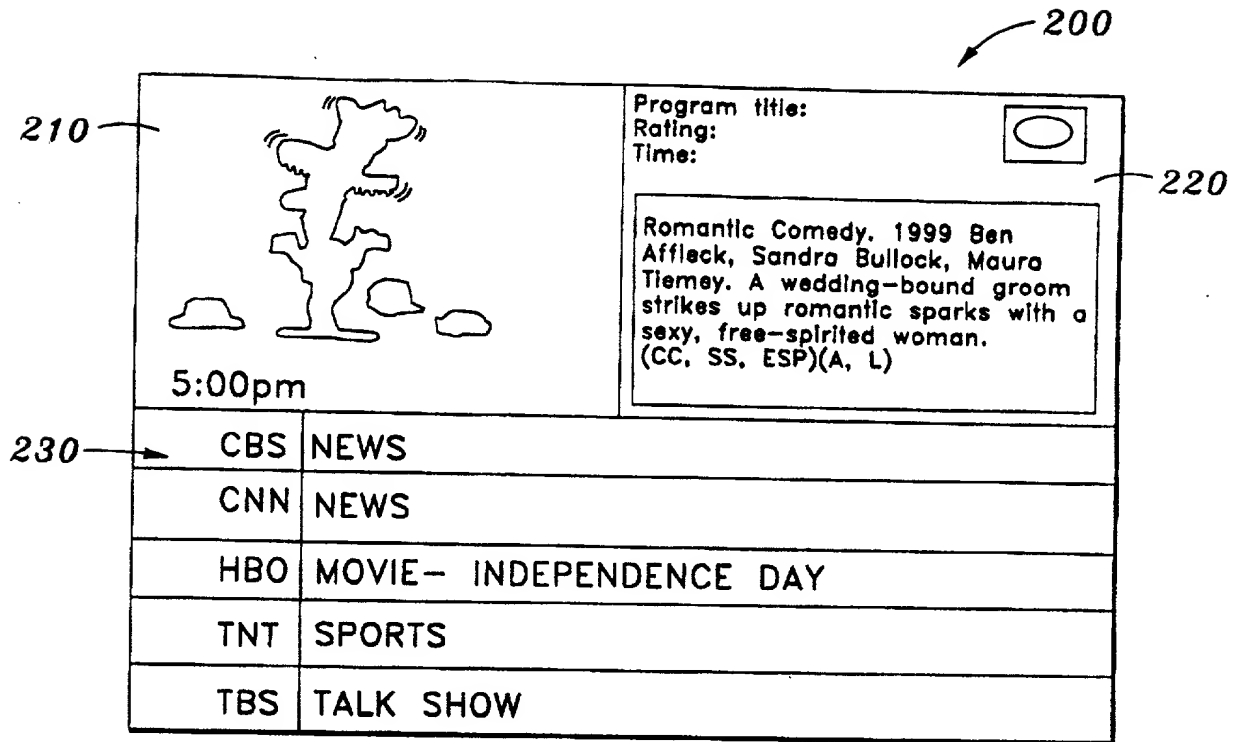 200
210
Program title:
Rating:
Time:
220
Romantic Comedy. 1999 Ben
Affleck, Sandra Bullock, Maura
Tierney. A wedding-bound groom
strikes up romantic sparks with a
sexy, free-spirited woman.
(CC, SS, ESP)(A, L)
5:00pm
230
CBS NEWS
CNN NEWS
HBO MOVIE- INDEPENDENCE DAY
TNT SPORTS
TBS TALK SHOW